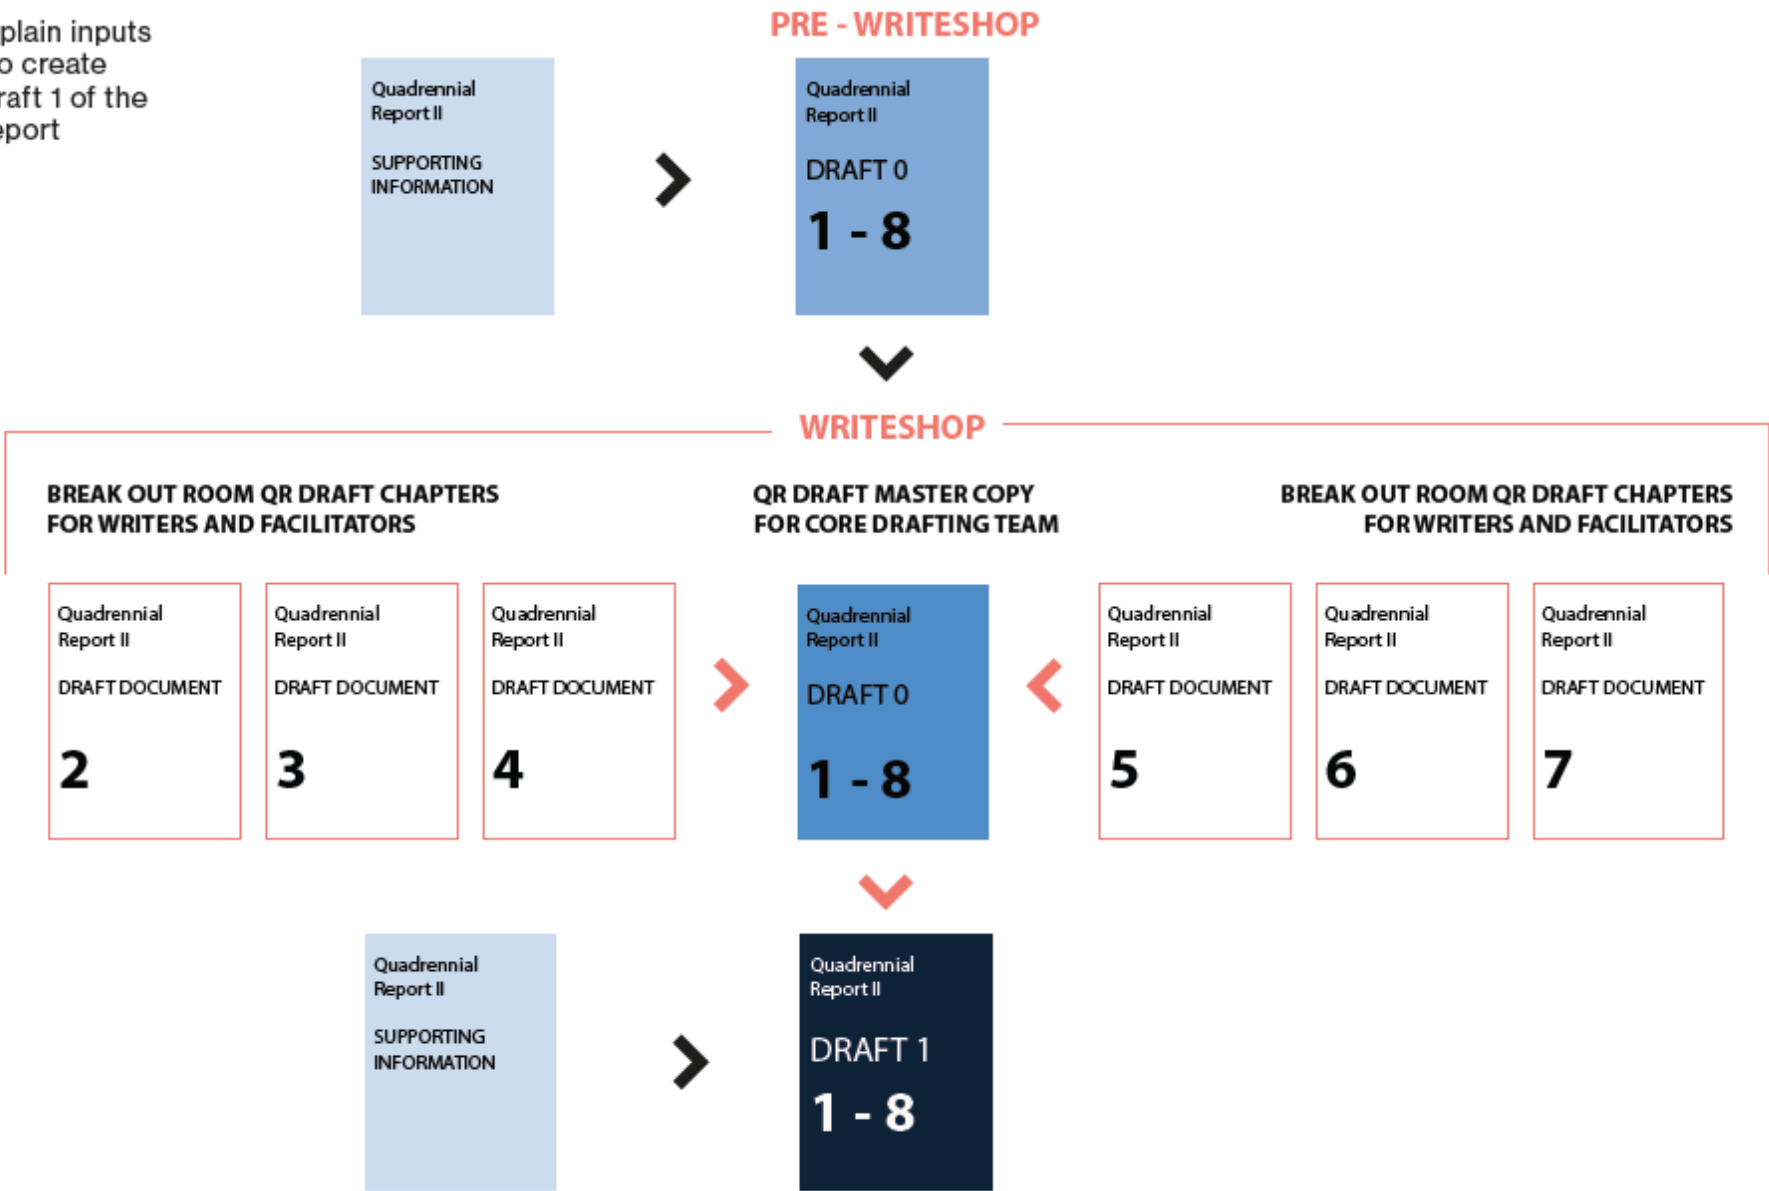 plain inputs
o create
raft 1 of the
eport
PRE - WRITESHOP
Quadrennial
Report II
SUPPORTING
INFORMATION
Quadrennial
Report II
DRAFT 0
1 - 8
WRITESHOP
BREAK OUT ROOM QR DRAFT CHAPTERS
FOR WRITERS AND FACILITATORS
QR DRAFT MASTER COPY
FOR CORE DRAFTING TEAM
BREAK OUT ROOM QR DRAFT CHAPTERS
FOR WRITERS AND FACILITATORS
Quadrennial
Report II
DRAFT DOCUMENT
2
Quadrennial
Report II
DRAFT DOCUMENT
3
Quadrennial
Report II
DRAFT DOCUMENT
4
Quadrennial
Report II
DRAFT 0
1 - 8
Quadrennial
Report II
DRAFT DOCUMENT
5
Quadrennial
Report II
DRAFT DOCUMENT
6
Quadrennial
Report II
DRAFT DOCUMENT
7
Quadrennial
Report II
SUPPORTING
INFORMATION
Quadrennial
Report II
DRAFT 1
1 - 8